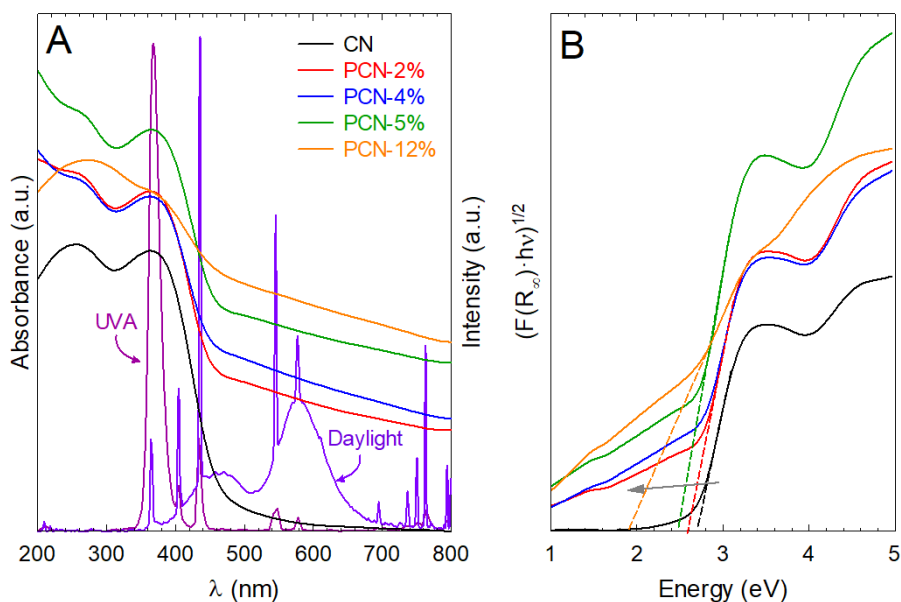 A
CN
PCN-2%
PCN-4%
PCN-5%
PCN-12%
UVA
Daylight
Absorbance (a.u.)
Intensity (a.u.)
200 300 400 500 600 700 800
λ (nm)
B
(F(R∞)·hν)1/2
1 2 3 4 5
Energy (eV)